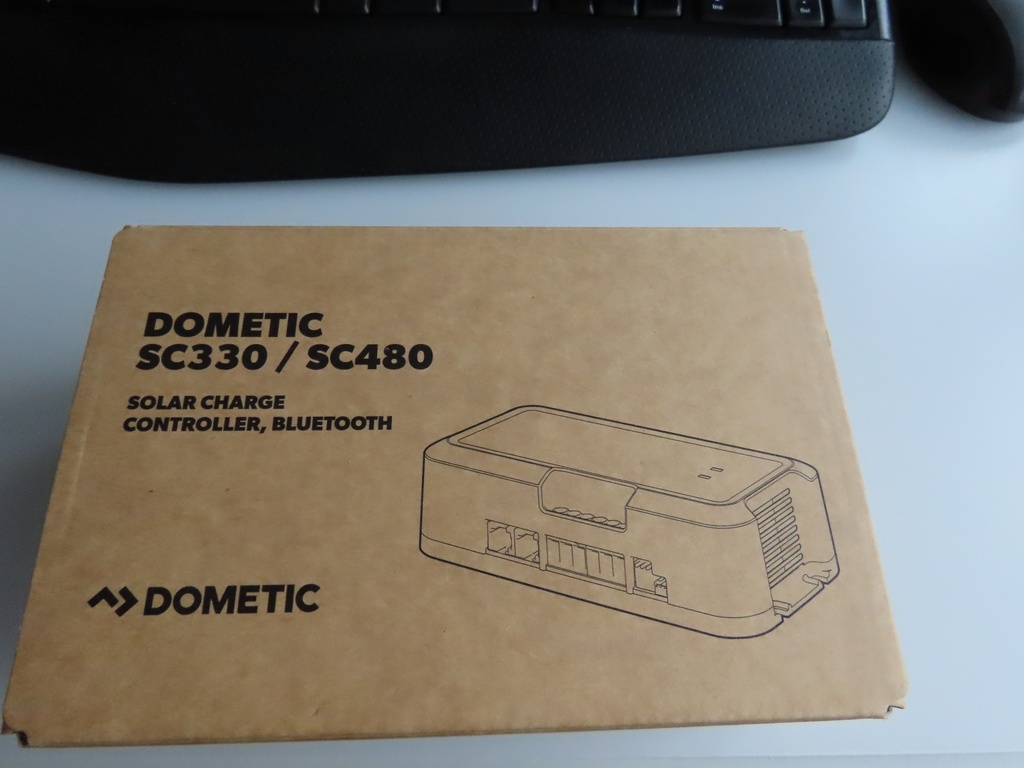 DOMETIC
SC330 / SC480
SOLAR CHARGE
CONTROLLER, BLUETOOTH
DOMETIC